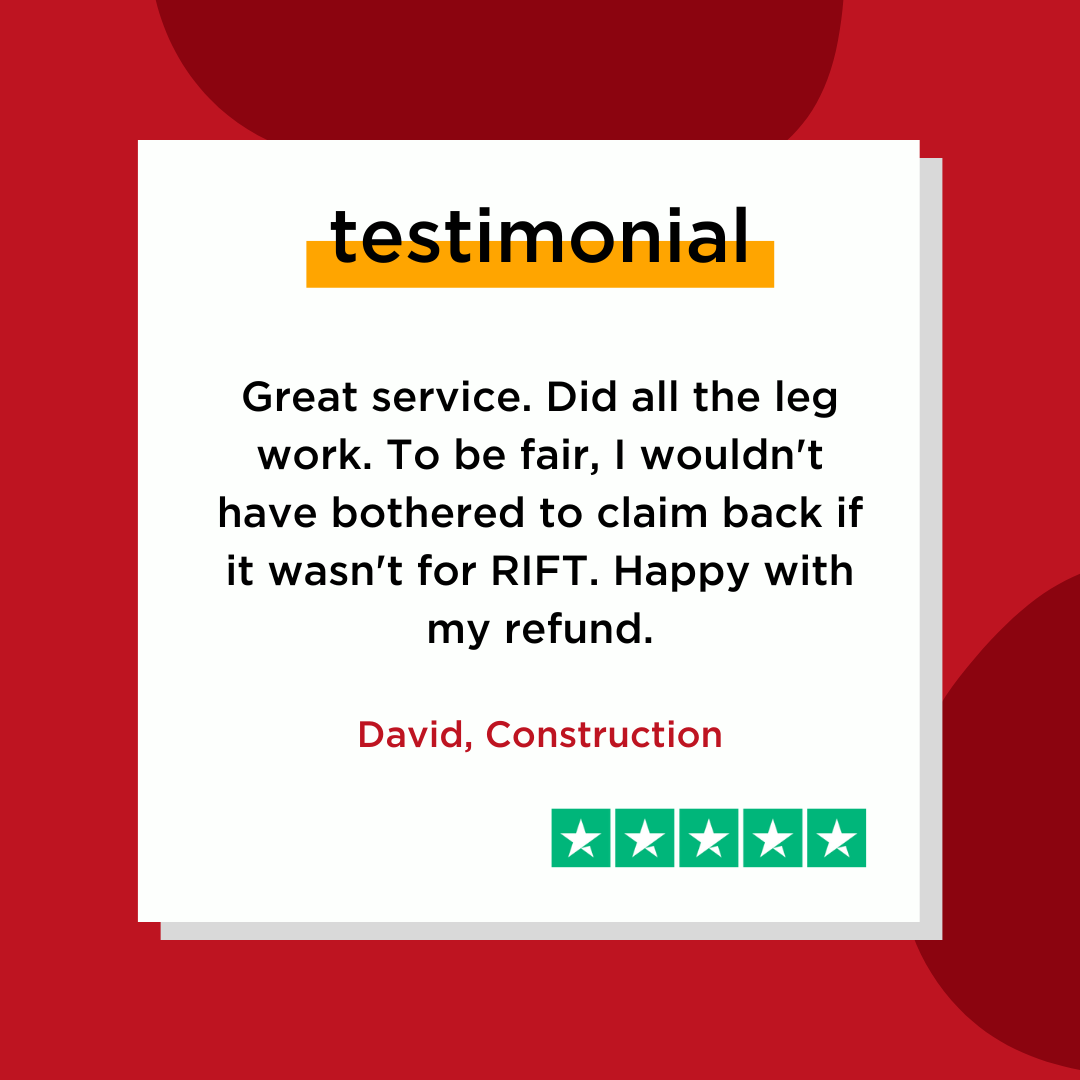 testimonial
Great service. Did all the leg
work. To be fair, I wouldn't
have bothered to claim back if
it wasn't for RIFT. Happy with
my refund.
David, Construction